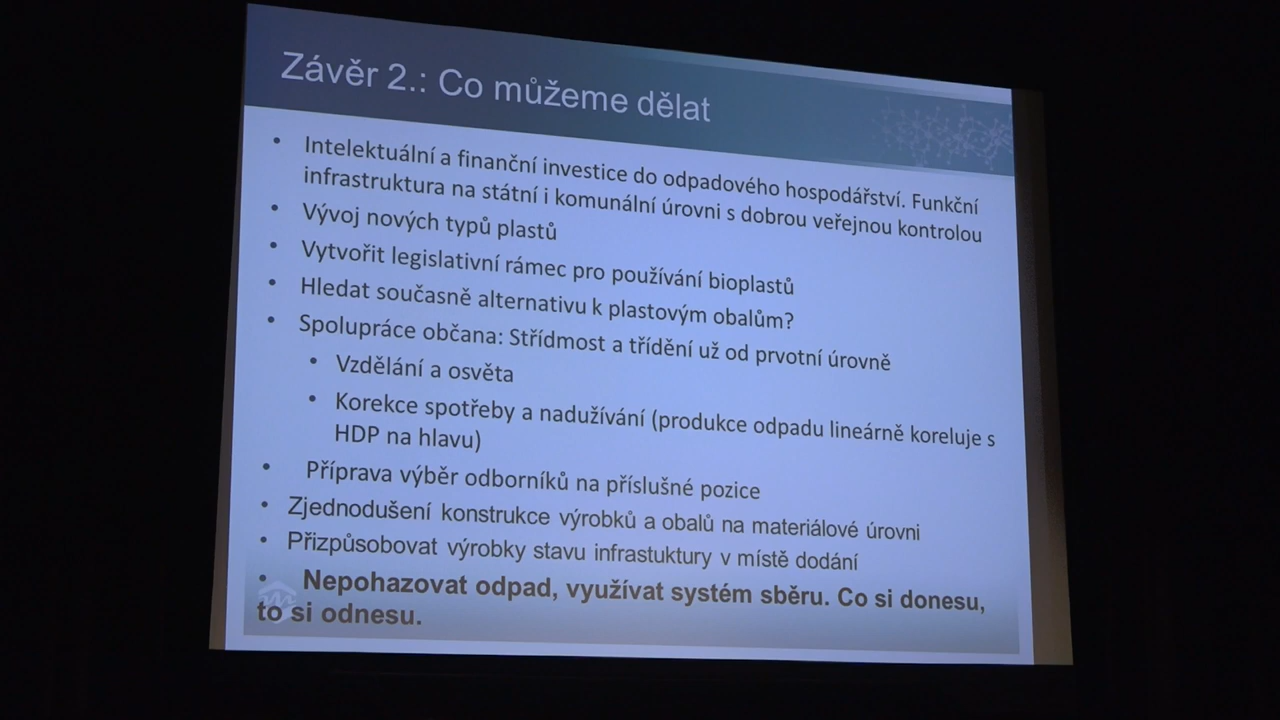 Závěr 2.: Co můžeme dělat
• Intelektuální a finanční investice do odpadového hospodářství. Funkční
infrastruktura na státní i komunální úrovni s dobrou veřejnou kontrolou
• Vývoj nových typů plastů
• Vytvořit legislativní rámec pro používání bioplastů
• Hledat současně alternativu k plastovým obalům?
• Spolupráce občana: Střídmost a třídění už od prvotní úrovně
• Vzdělání a osvěta
• Korekce spotřeby a nadužívání (produkce odpadu lineárně koreluje s
HDP na hlavu)
• Příprava výběr odborníků na příslušné pozice
• Zjednodušení konstrukce výrobků a obalů na materiálové úrovni
• Přizpůsobovat výrobky stavu infrastuktury v místě dodání
• Nepohazovat odpad, využívat systém sběru. Co si donesu,
to si odnesu.